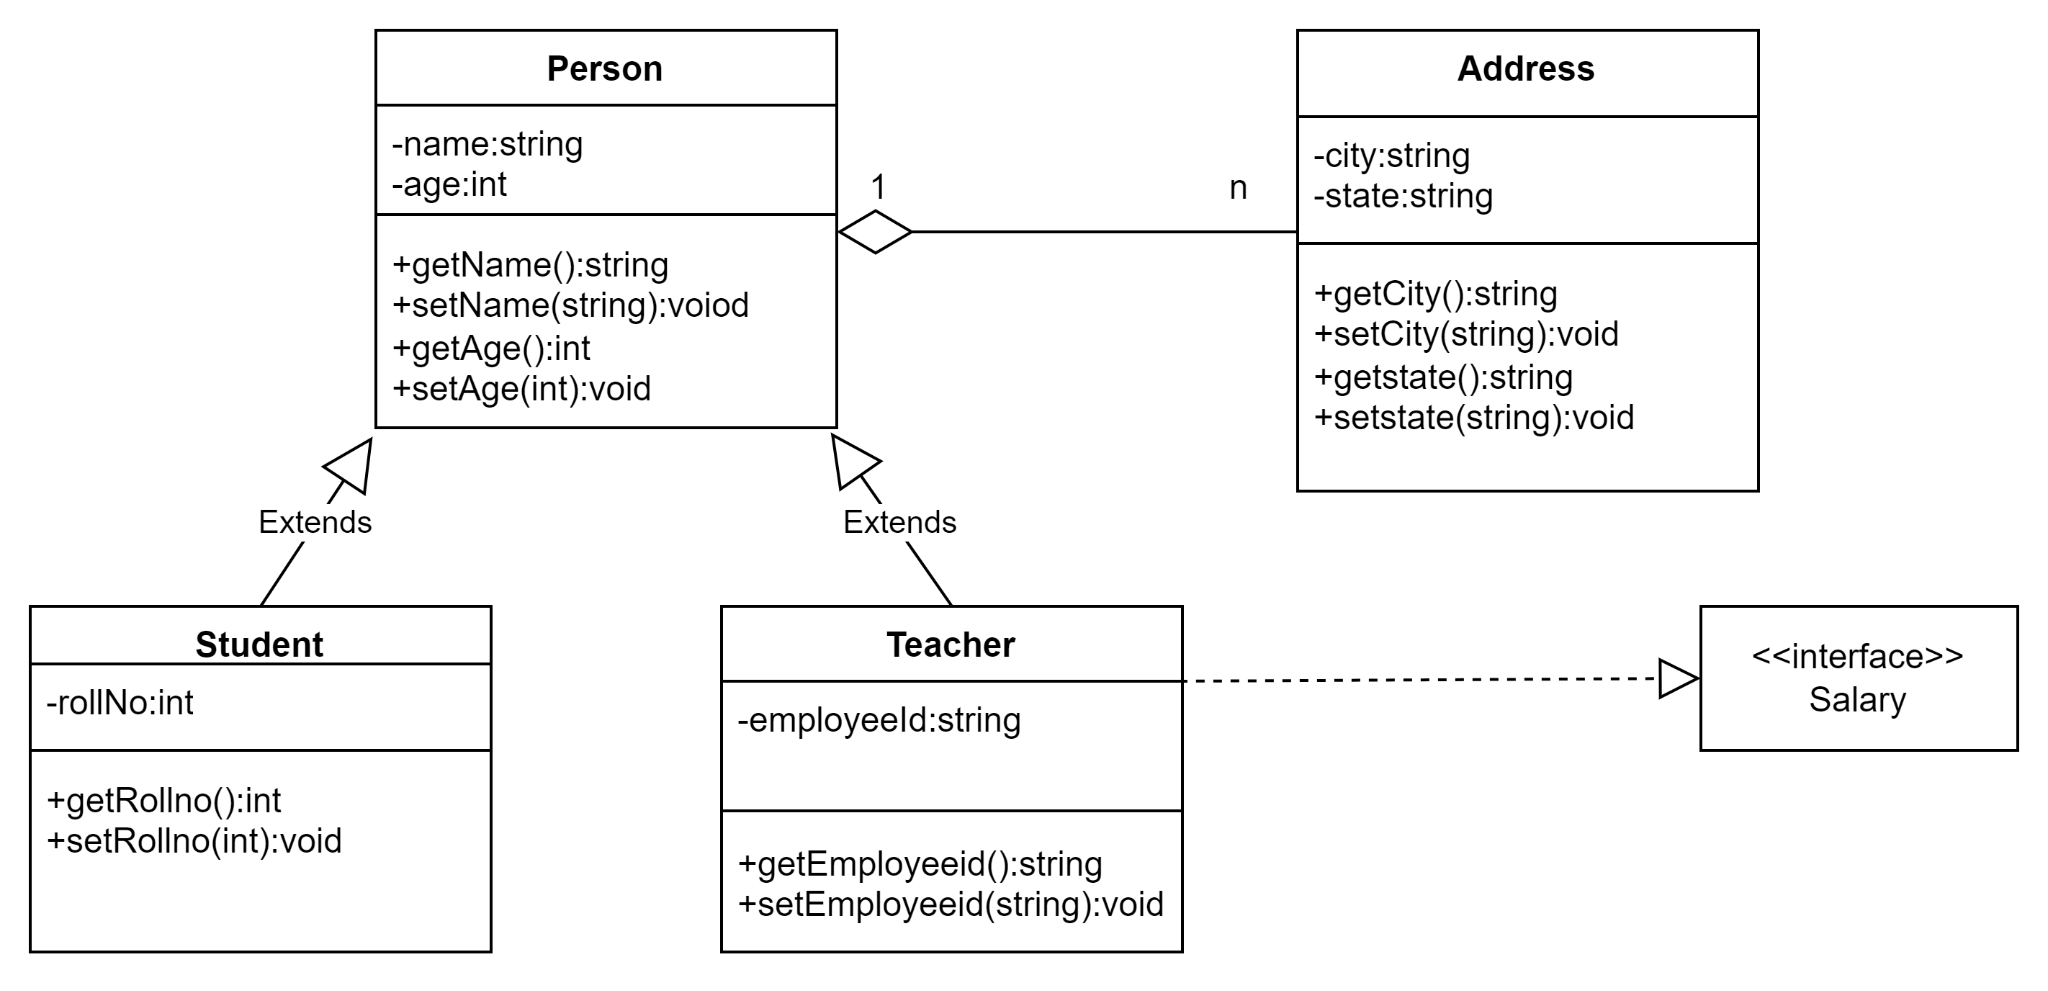 Person
-name:string
-age:int
+getName():string
+setName(string):voiod
+getAge():int
+setAge(int):void
1
n
Address
-city:string
-state:string
+getCity():string
+setCity(string):void
+getstate():string
+setstate(string):void
Extends
Extends
Student
-rollNo:int
+getRollno():int
+setRollno(int):void
Teacher
-employeeId:string
+getEmployeeid():string
+setEmployeeid(string):void
<<interface>>
Salary